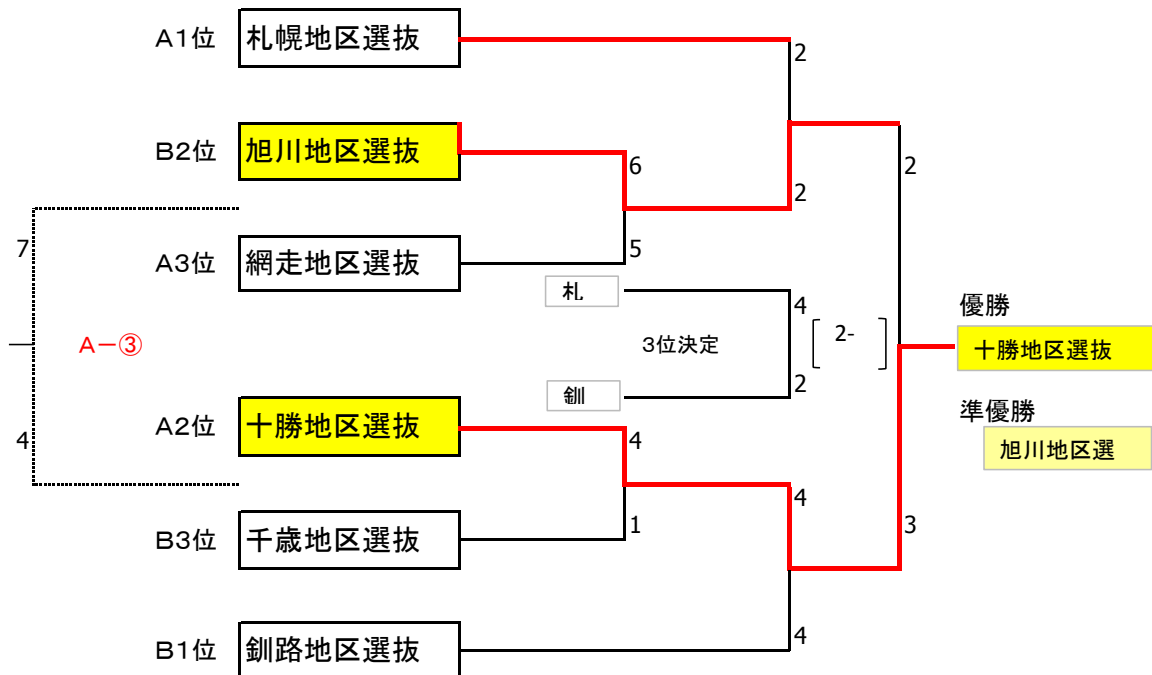 A1位 札幌地区選抜
2
B2位 旭川地区選抜
6
2
2
7
A3位 網走地区選抜
5
札
4
優勝
A-③
3位決定
2-
十勝地区選抜
釧
2
準優勝
A2位 十勝地区選抜
4
4
旭川地区選
4
B3位 千歳地区選抜
1
3
B1位 釧路地区選抜
4